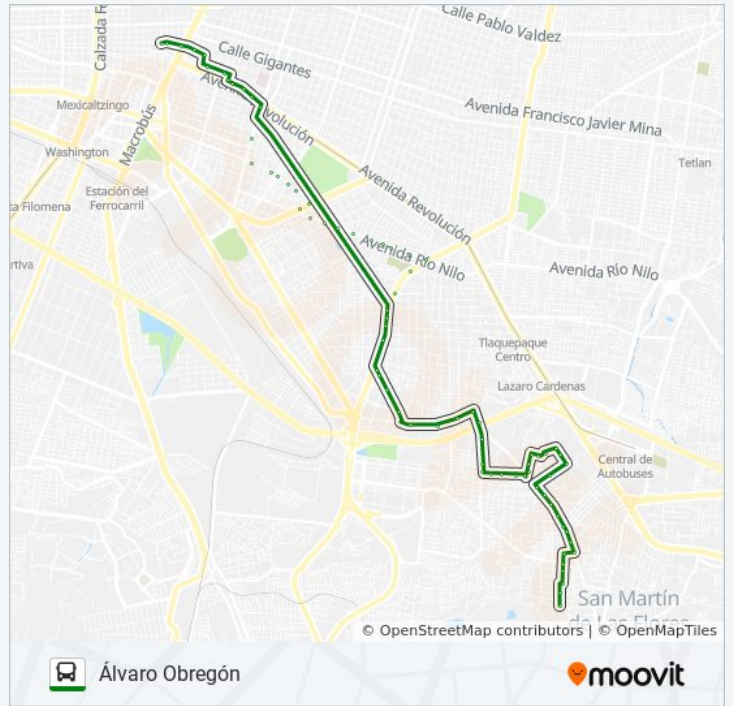 Calle Pablo Valdez
Calzada Fe
Calle Gigantes
Avenida Revolución
Mexicaltzingo
Macrobús
Avenida Francisco Javier Mina
Washington
Tetlan
Avenida Revolución
Estación del
Ferrocarril
ta Filomena
Avenida Río Nilo
rtiva
Avenida Río Nilo
Tlaquepaque
Centro
Lazaro Cardenas
Central de
Autobuses
San Martín
de Las Flores
© OpenStreetMap contributors | © OpenMapTiles
Álvaro Obregón
moovit